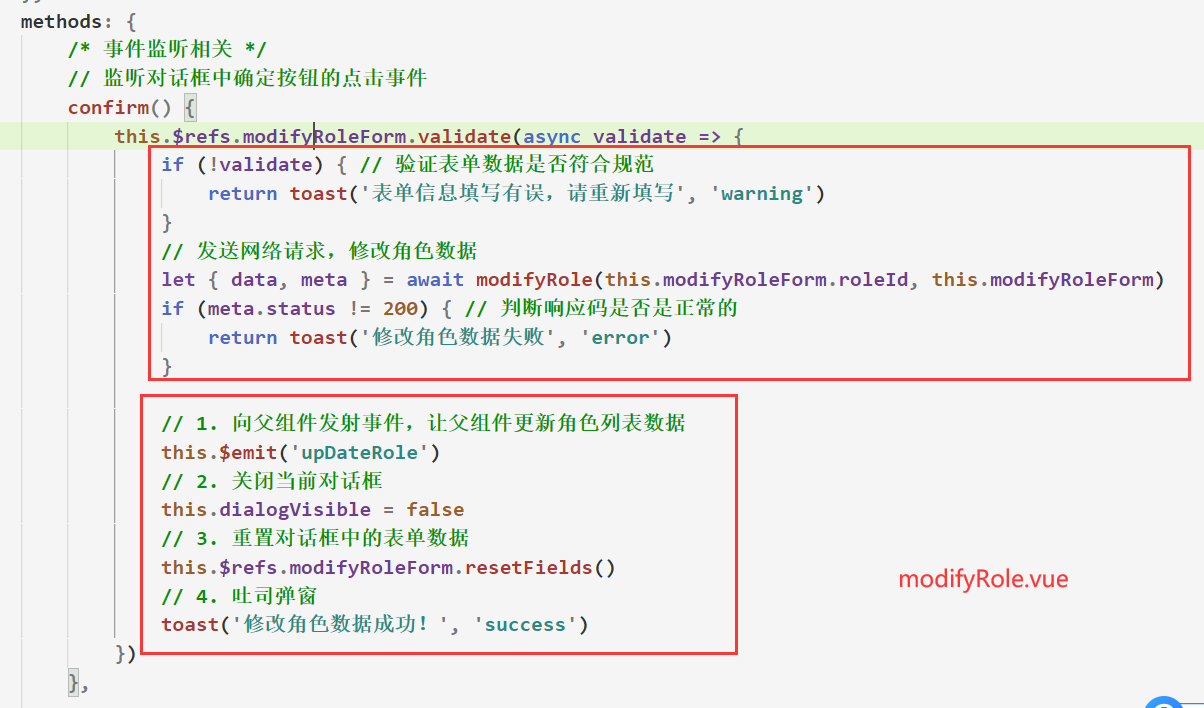 methods: {
/* 事件监听相关 */
// 监听对话框中确定按钮的点击事件
confirm() {
this.$refs.modifyRoleForm.validate(async validate => {
if (!validate) { // 验证表单数据是否符合规范
return toast('表单信息填写有误，请重新填写', 'warning')
}
// 发送网络请求，修改角色数据
let { data, meta } = await modifyRole(this.modifyRoleForm.roleId, this.modifyRoleForm)
if (meta.status != 200) { // 判断响应码是否是正常的
return toast('修改角色数据失败', 'error')
}
// 1. 向父组件发射事件，让父组件更新角色列表数据
this.$emit('upDateRole')
// 2. 关闭当前对话框
this.dialogVisible = false
// 3. 重置对话框中的表单数据
this.$refs.modifyRoleForm.resetFields()
// 4. 吐司弹窗
toast('修改角色数据成功！', 'success')
})
},
modifyRole.vue